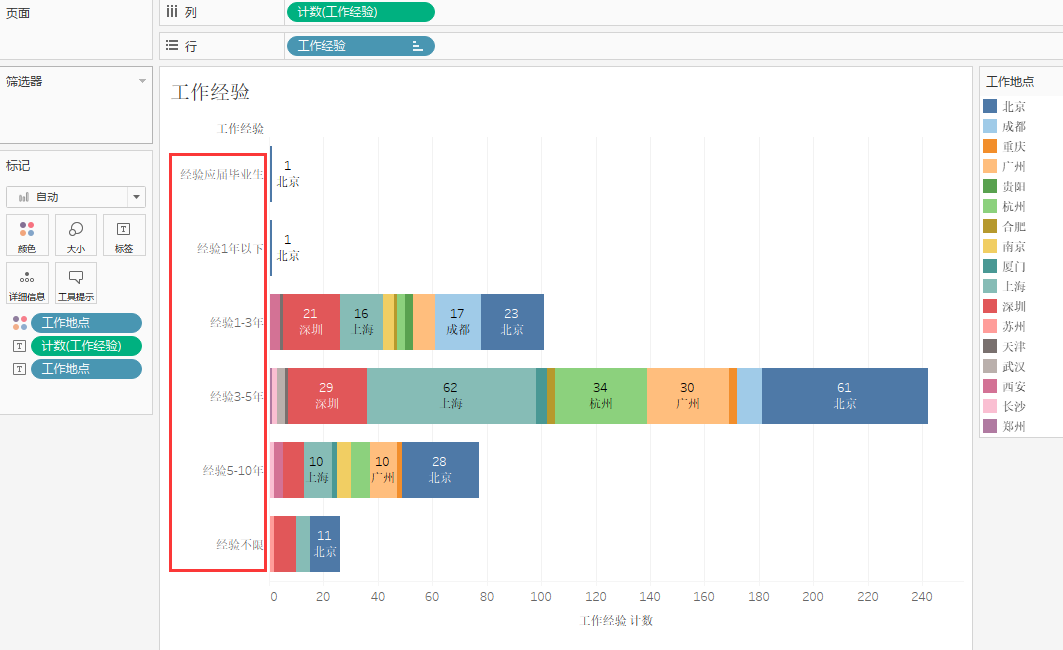 页面
列
计数(工作经验)
行
工作经验
筛选器
标记
自动
颜色
大小
标签
详细信息
工具提示
工作地点
计数(工作经验)
工作地点
工作经验
工作经验
经验应届毕业生
1
北京
经验1年以下
1
北京
经验1-3年
21
深圳
16
上海
17
成都
23
北京
经验3-5年
29
深圳
62
上海
34
杭州
30
广州
61
北京
经验5-10年
10
上海
10
广州
28
北京
经验不限
11
北京
0 20 40 60 80 100 120 140 160 180 200 220 240
工作经验 计数
工作地点
北京
成都
重庆
广州
贵阳
杭州
合肥
南京
厦门
上海
深圳
苏州
天津
武汉
西安
长沙
郑州